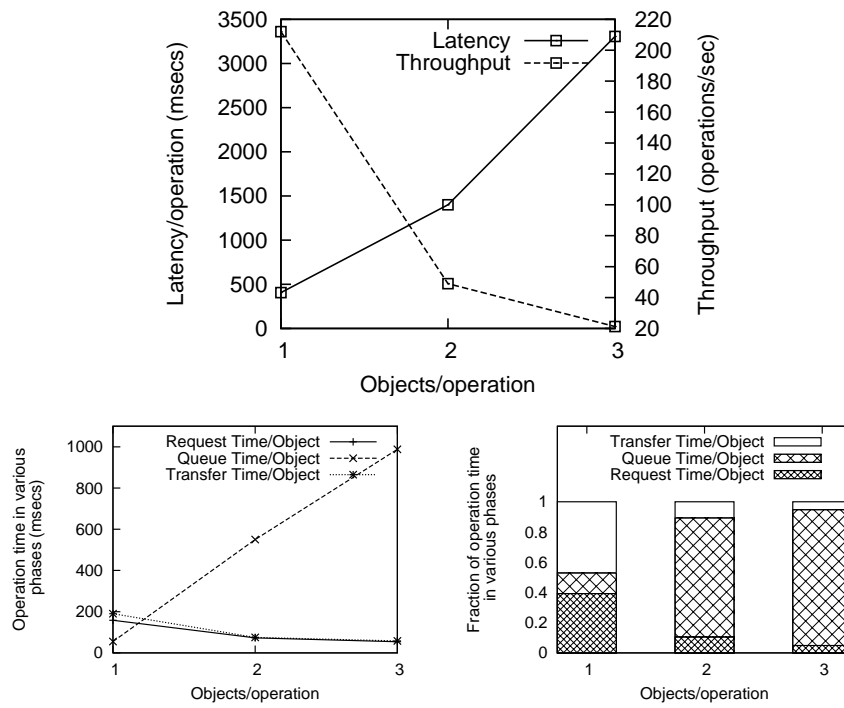 3500
3000
2500
2000
1500
1000
500
0
Latency/operation (msecs)
Latency
Throughput
220
200
180
160
140
120
100
80
60
40
20
Throughput (operations/sec)
1 2 3
Objects/operation
1000
800
600
400
200
0
Operation time in various
phases (msecs)
Request Time/Object
Queue Time/Object
Transfer Time/Object
1 2 3
Objects/operation
Fraction of operation time
in various phases
Transfer Time/Object
Queue Time/Object
Request Time/Object
1
0.8
0.6
0.4
0.2
0
1 2 3
Objects/operation